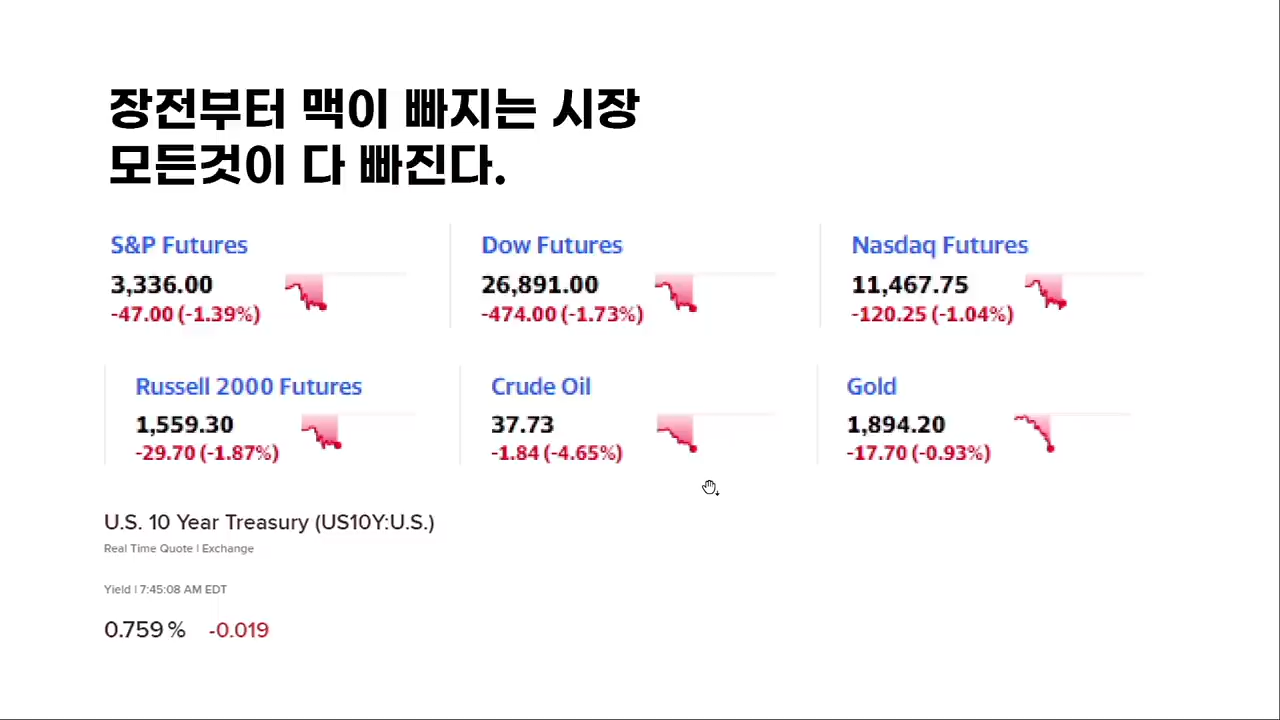 장전부터 맥이 빠지는 시장
모든것이 다 빠진다.
S&P Futures
3,336.00
-47.00 (-1.39%)
Dow Futures
26,891.00
-474.00 (-1.73%)
Nasdaq Futures
11,467.75
-120.25 (-1.04%)
Russell 2000 Futures
1,559.30
-29.70 (-1.87%)
Crude Oil
37.73
-1.84 (-4.65%)
Gold
1,894.20
-17.70 (-0.93%)
U.S. 10 Year Treasury (US10Y:U.S.)
Real Time Quote | Exchange
Yield | 7:45:08 AM EDT
0.759 % -0.019